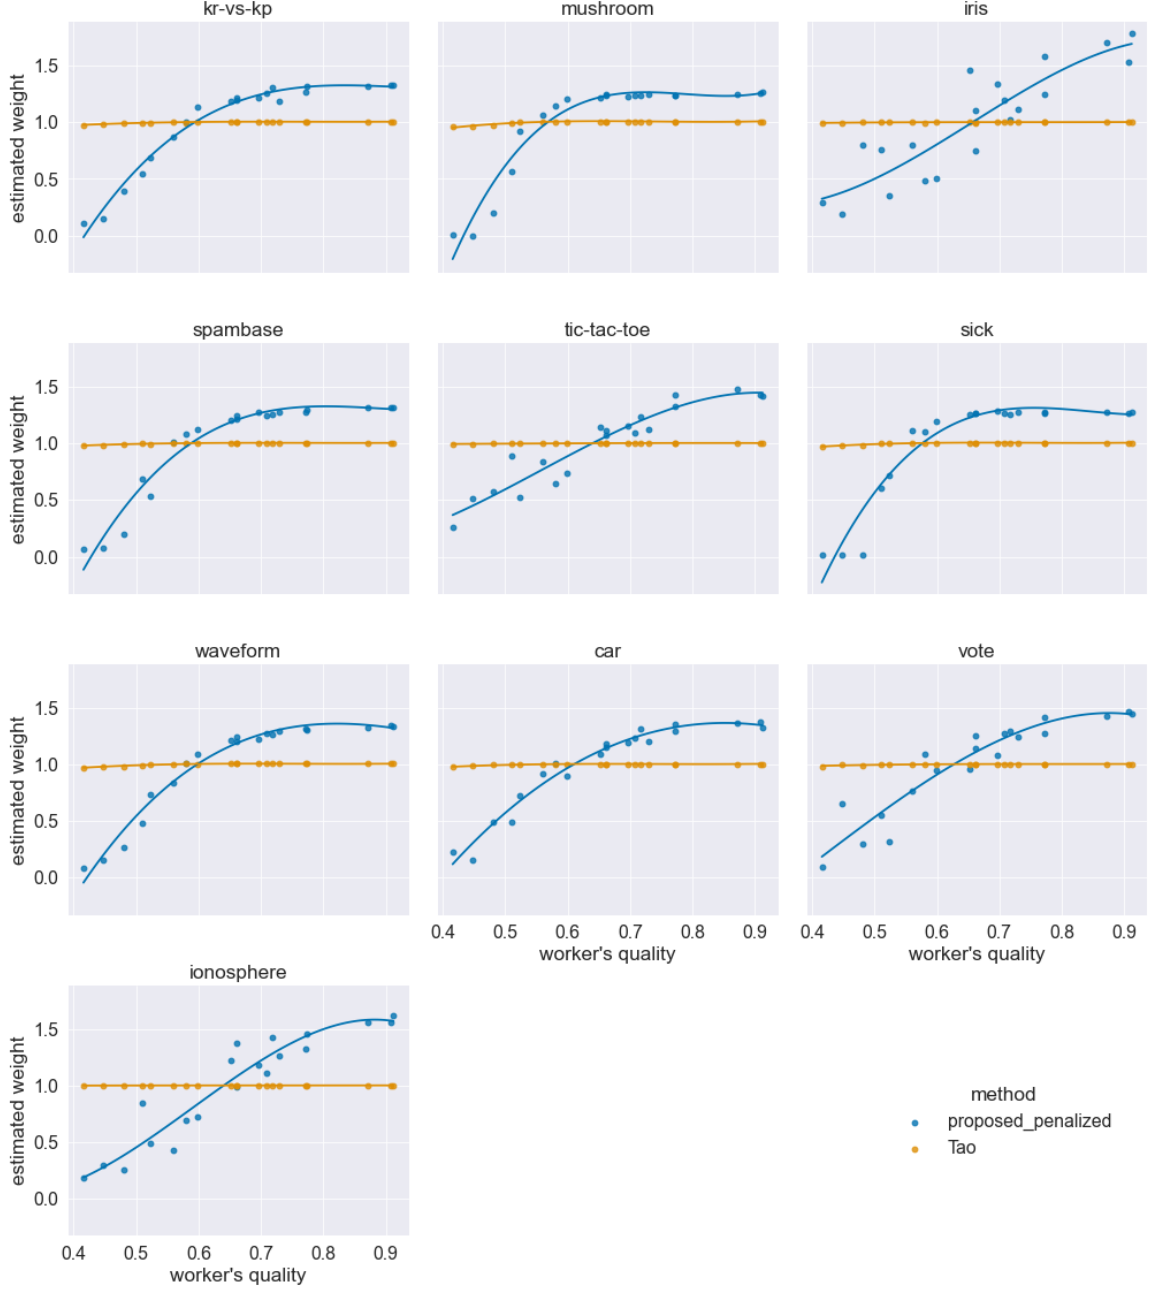 kr-vs-kp
mushroom
iris
estimated weight
1.5
1.0
0.5
0.0
spambase
tic-tac-toe
sick
estimated weight
1.5
1.0
0.5
0.0
waveform
car
vote
estimated weight
1.5
1.0
0.5
0.0
0.4 0.5 0.6 0.7 0.8 0.9
worker's quality
0.4 0.5 0.6 0.7 0.8 0.9
worker's quality
ionosphere
estimated weight
1.5
1.0
0.5
0.0
0.4 0.5 0.6 0.7 0.8 0.9
worker's quality
method
proposed_penalized
Tao